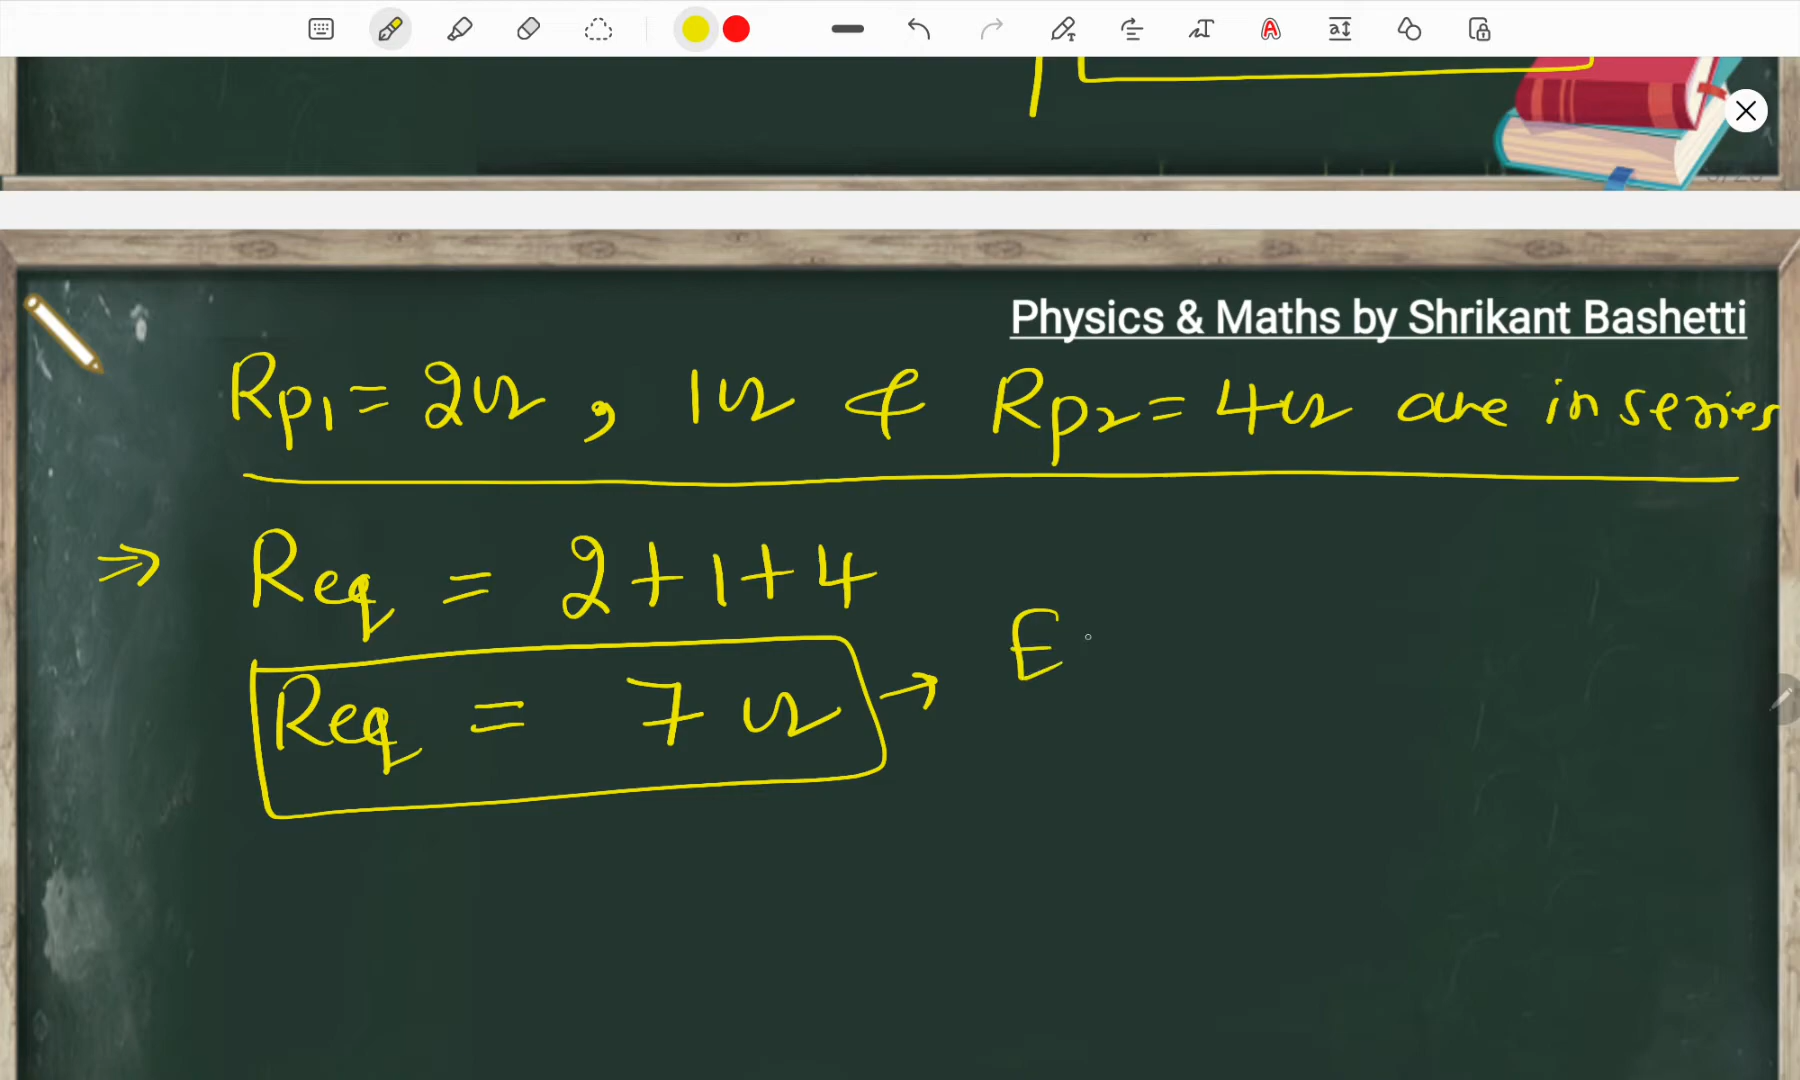 Physics & Maths by Shrikant Bashetti
Rp1 = 2Ω , 1Ω & Rp2 = 4Ω are in series
⇒ Req = 2+1+4
Req = 7Ω → E